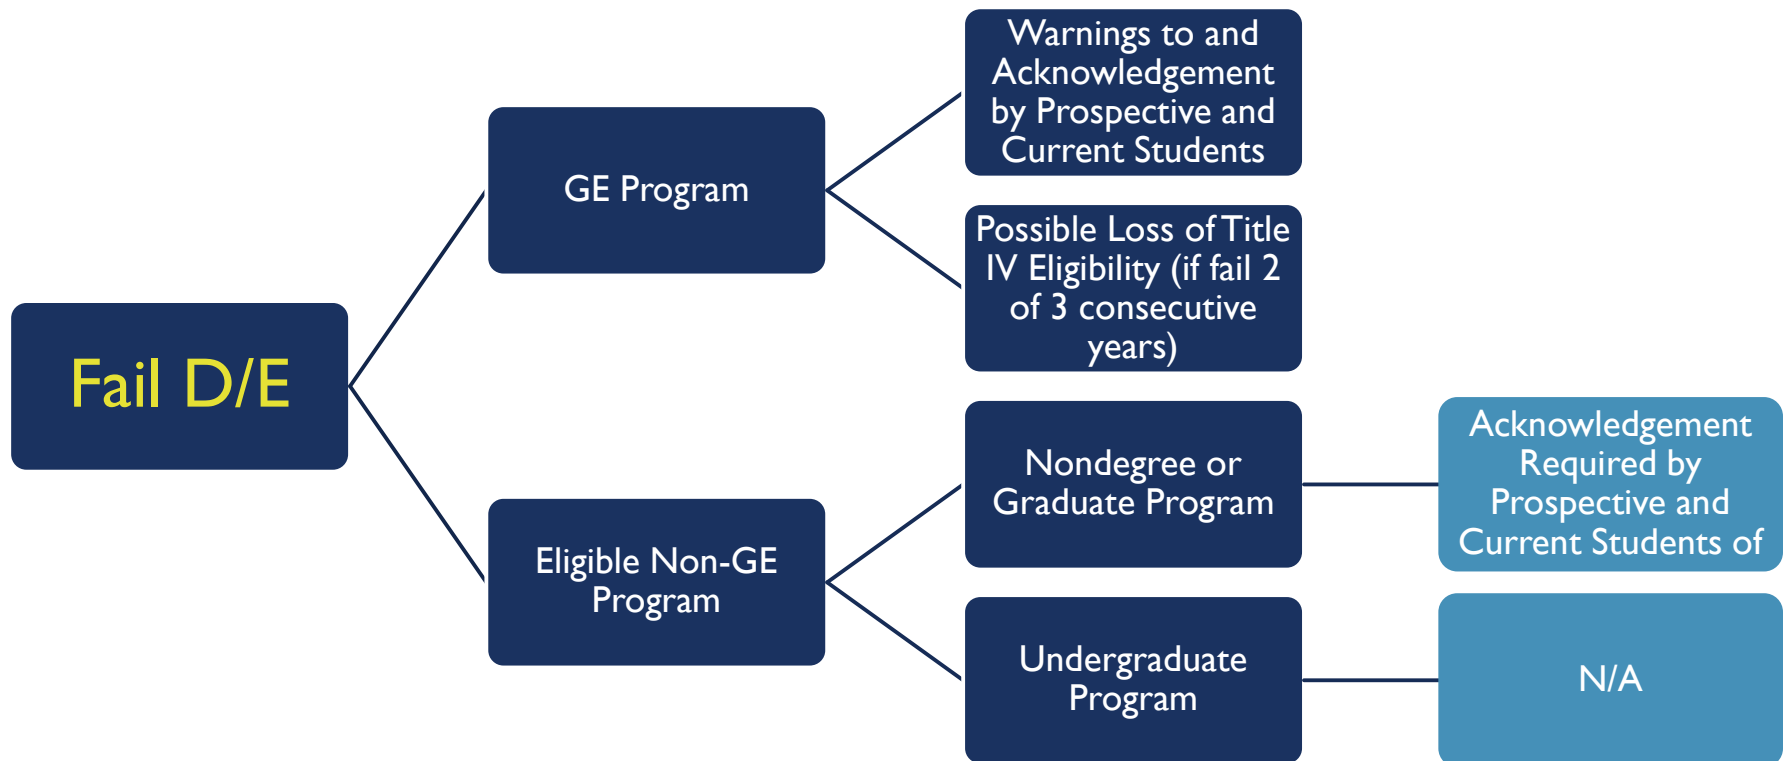 Fail D/E
GE Program
Warnings to and
Acknowledgement
by Prospective and
Current Students
Possible Loss of Title
IV Eligibility (if fail 2
of 3 consecutive
years)
Eligible Non-GE
Program
Nondegree or
Graduate Program
Acknowledgement
Required by
Prospective and
Current Students of
Undergraduate
Program
N/A